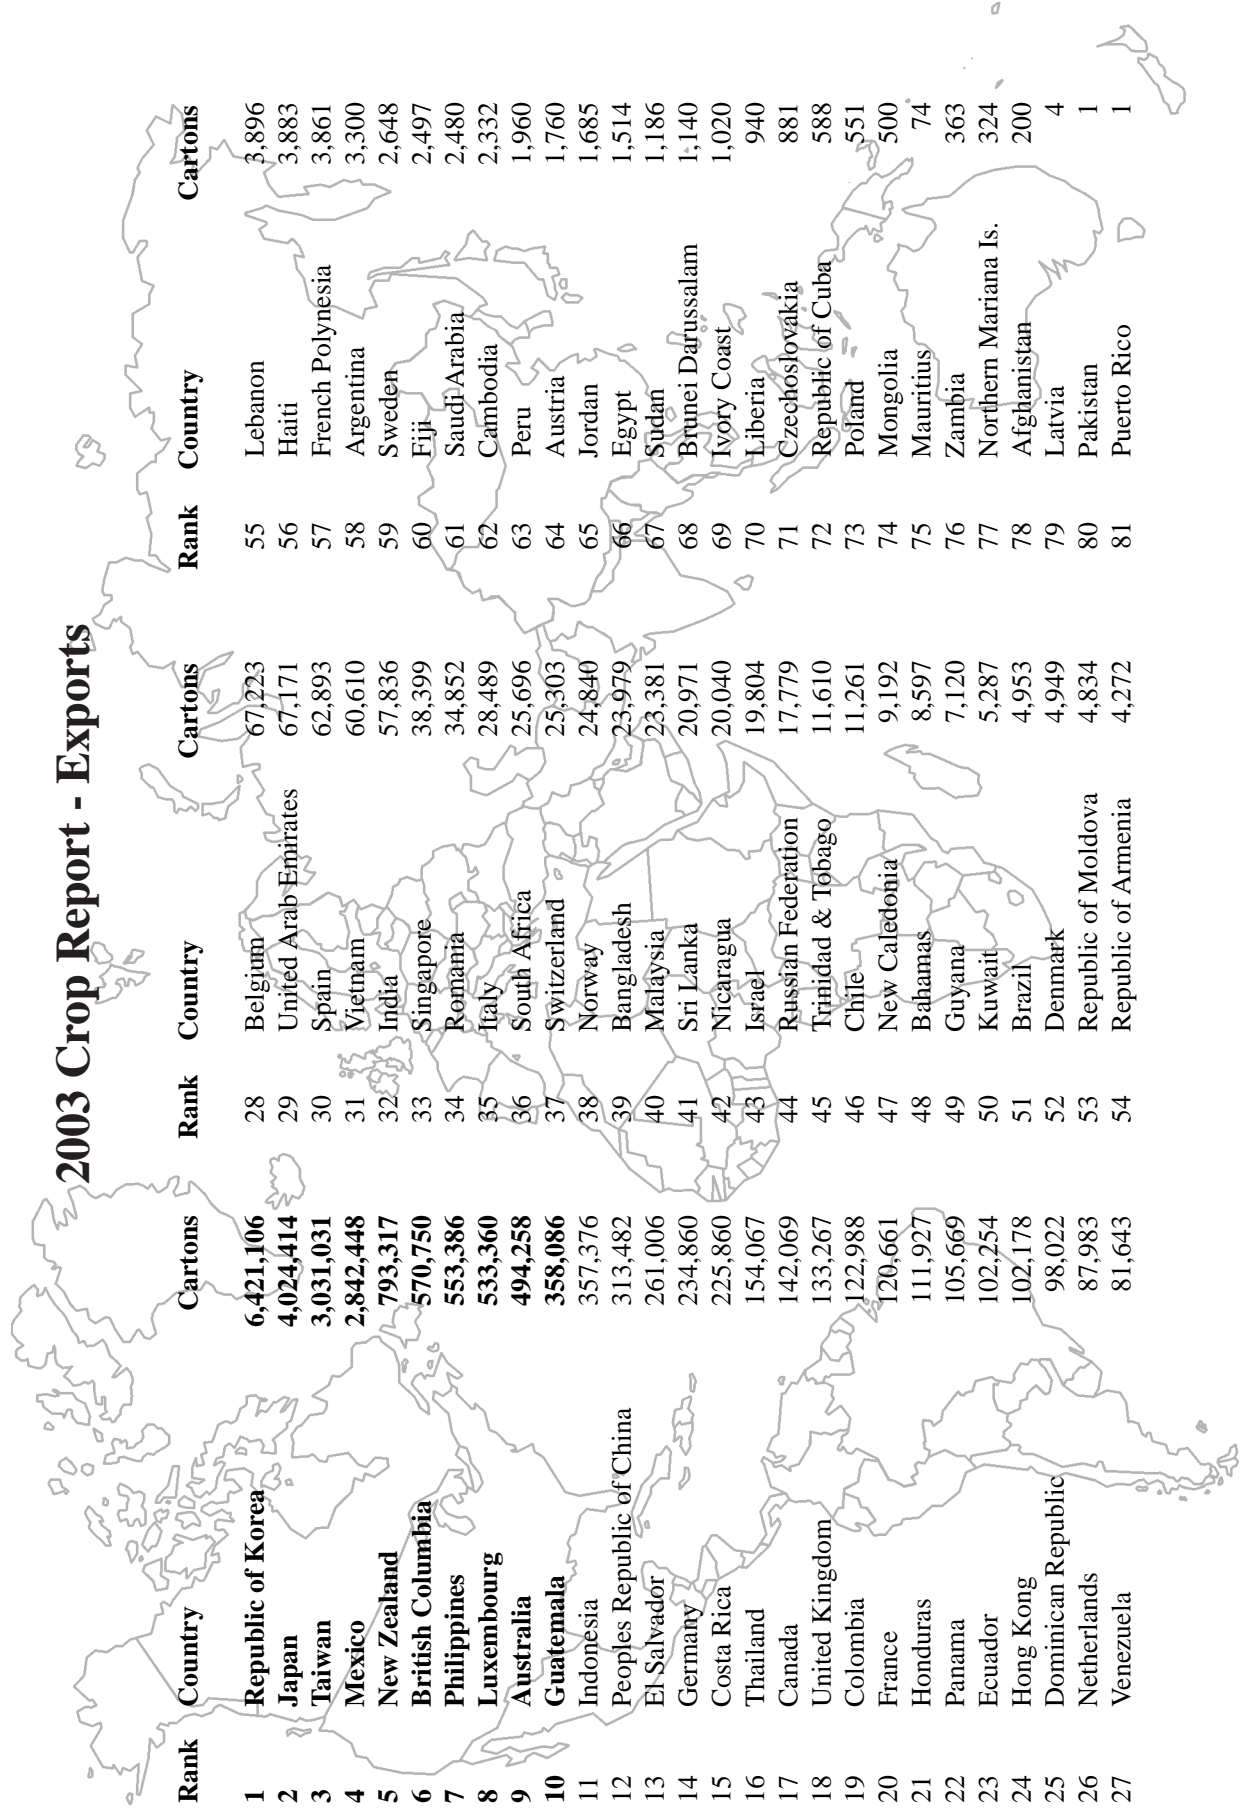 2003 Crop Report - Exports
Rank Country Cartons Rank Country Cartons Rank Country Cartons
1 Republic of Korea 6,421,106 28 Belgium 67,223 55 Lebanon 3,896
2 Japan 4,024,414 29 United Arab Emirates 67,171 56 Haiti 3,883
3 Taiwan 3,031,031 30 Spain 62,893 57 French Polynesia 3,861
4 Mexico 2,842,448 31 Vietnam 60,610 58 Argentina 3,300
5 New Zealand 793,317 32 India 57,836 59 Sweden 2,648
6 British Columbia 570,750 33 Singapore 38,399 60 Fiji 2,497
7 Philippines 553,386 34 Romania 34,852 61 Saudi Arabia 2,480
8 Luxembourg 533,360 35 Italy 28,489 62 Cambodia 2,332
9 Australia 494,258 36 South Africa 25,696 63 Peru 1,960
10 Guatemala 358,086 37 Switzerland 25,303 64 Austria 1,760
11 Indonesia 357,376 38 Norway 24,840 65 Jordan 1,685
12 Peoples Republic of China 313,482 39 Bangladesh 23,979 66 Egypt 1,514
13 El Salvador 261,006 40 Malaysia 23,381 67 Sudan 1,186
14 Germany 234,860 41 Sri Lanka 20,971 68 Brunei Darussalam 1,140
15 Costa Rica 225,860 42 Nicaragua 20,040 69 Ivory Coast 1,020
16 Thailand 154,067 43 Israel 19,804 70 Liberia 940
17 Canada 142,069 44 Russian Federation 17,779 71 Czechoslovakia 881
18 United Kingdom 133,267 45 Trinidad & Tobago 11,610 72 Republic of Cuba 588
19 Colombia 122,988 46 Chile 11,261 73 Poland 551
20 France 120,661 47 New Caledonia 9,192 74 Mongolia 500
21 Honduras 111,927 48 Bahamas 8,597 75 Mauritius 74
22 Panama 105,669 49 Guyana 7,120 76 Zambia 363
23 Ecuador 102,254 50 Kuwait 5,287 77 Northern Mariana Is. 324
24 Hong Kong 102,178 51 Brazil 4,953 78 Afghanistan 200
25 Dominican Republic 98,022 52 Denmark 4,949 79 Latvia 4
26 Netherlands 87,983 53 Republic of Moldova 4,834 80 Pakistan 1
27 Venezuela 81,643 54 Republic of Armenia 4,272 81 Puerto Rico 1